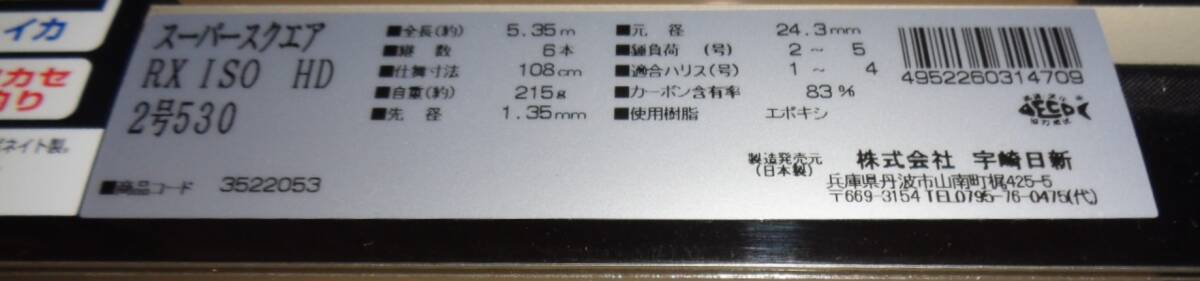 イカ
カセ
釣り
ネイト製。
スーパースクエア
RX ISO HD
2号530
■商品コード 3522053
■全長(約) 5.35m
■継数 6本
■仕舞寸法 108cm
■自重(約) 215g
■先径 1.35mm
■元径 24.3mm
■錘負荷(号) 2～5
■適合ハリス(号) 1～4
■カーボン含有率 83%
■使用樹脂 エポキシ
製造発売元
(日本製)
株式会社 宇崎日新
兵庫県丹波市山南町梶425-5
〒669-3154 TEL0795-76-0475(代)
4952260314709